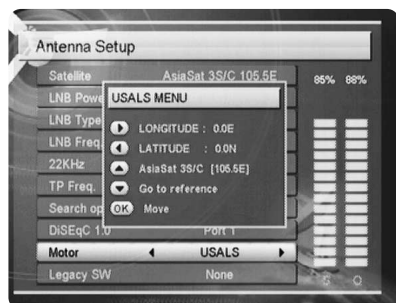 Antenna Setup
Satellite AsiaSat 3S/C 105.5E
85% 88%
LNB Powe
USALS MENU
LNB Type
LONGITUDE : 0.0E
LNB Freq.
LATITUDE : 0.0N
22KHz
AsiaSat 3S/C [105.5E]
TP Freq.
Go to reference
Search op
OK Move
DiSEqC 1.0 Port 1
Motor USALS
Legacy SW None
S Q